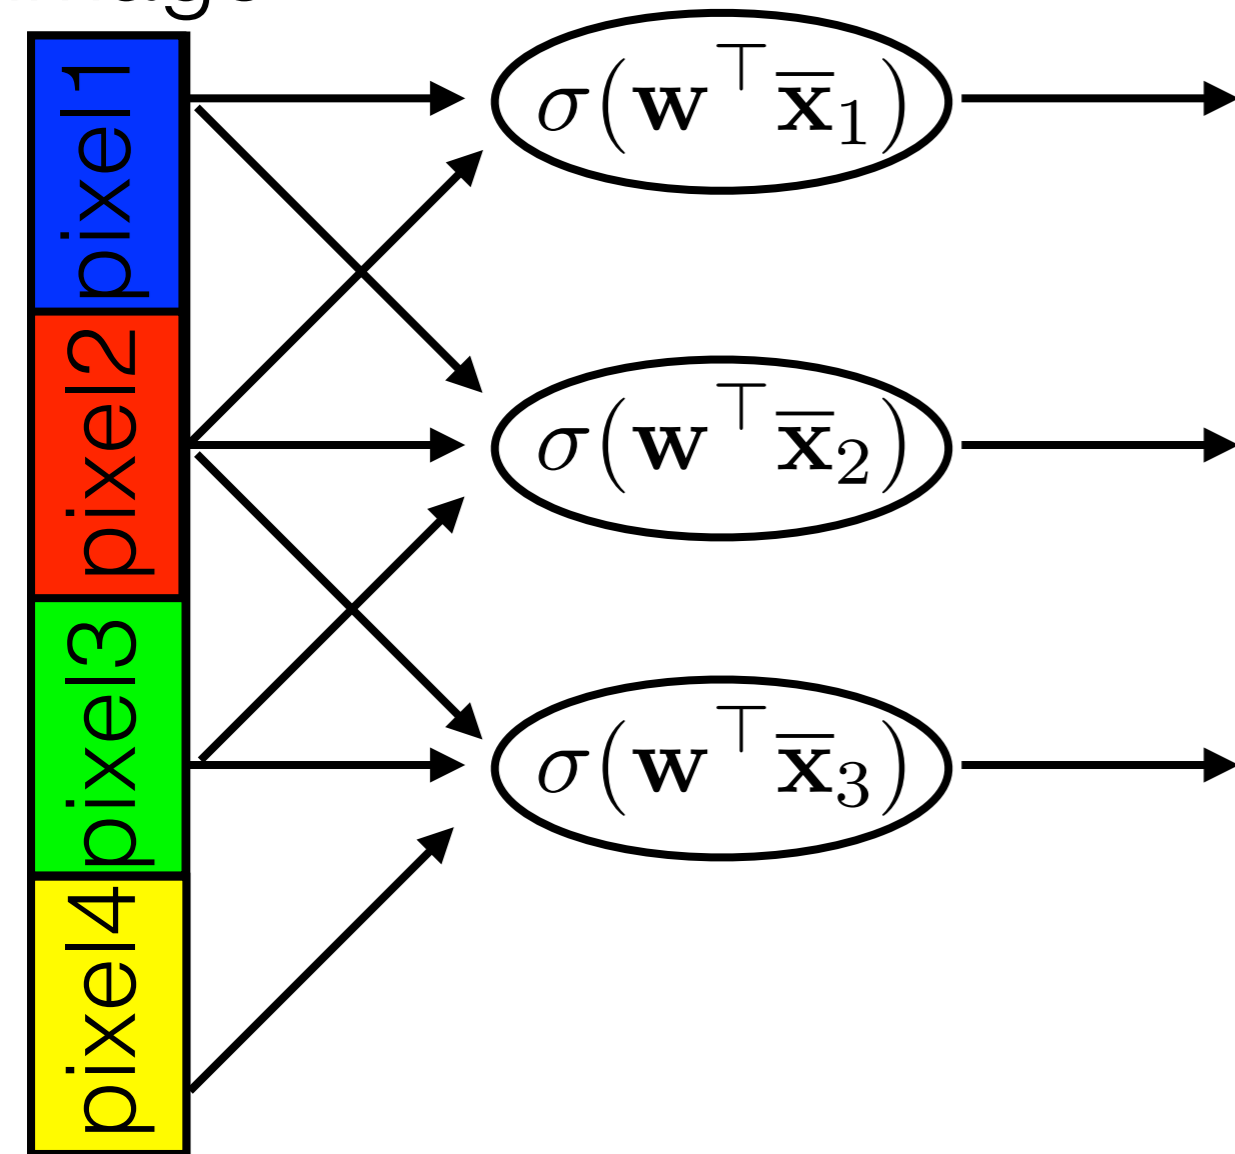 pixel1
σ(w⊤x̅₁)
pixel2
σ(w⊤x̅₂)
pixel3
σ(w⊤x̅₃)
pixel4